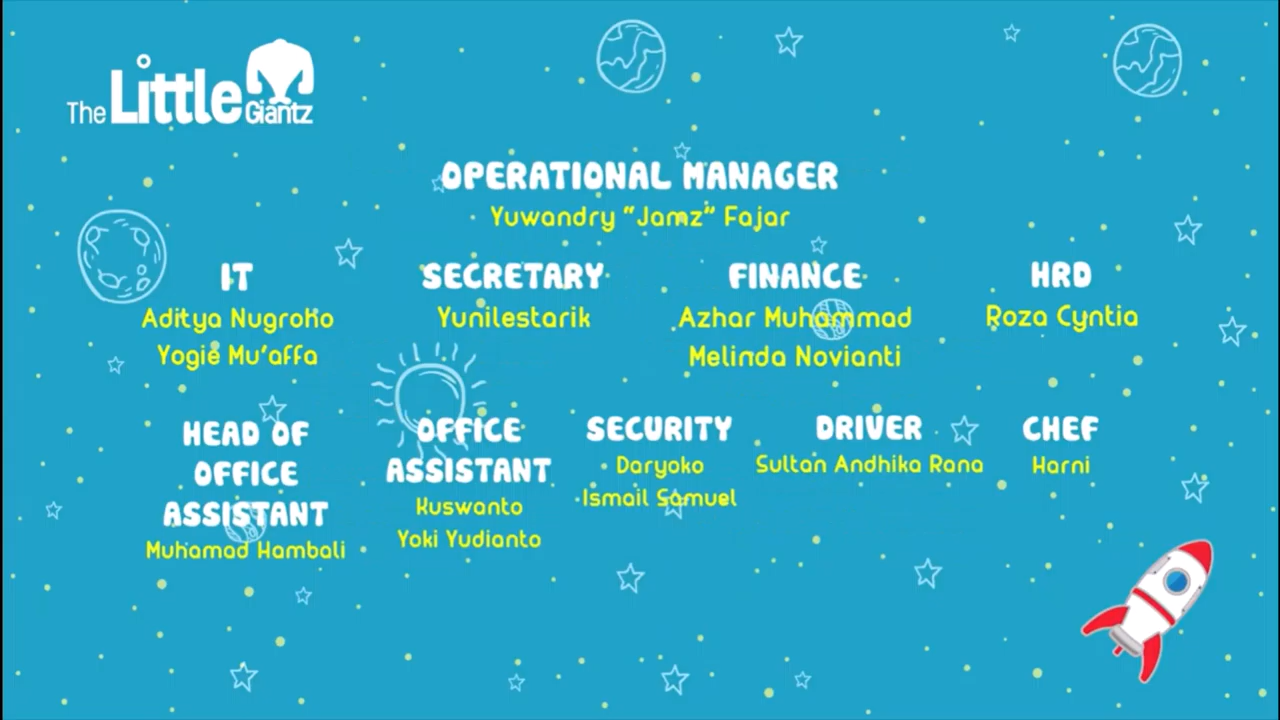 The Little Giantz
OPERATIONAL MANAGER
Yuwandry "Jamz" Fajar
IT
Aditya Nugroho
Yogie Mu'affa
SECRETARY
Yunilestarik
FINANCE
Azhar Muhammad
Melinda Novianti
HRD
Roza Cyntia
HEAD OF
OFFICE
ASSISTANT
Muhamad Hambali
OFFICE
ASSISTANT
Kuswanto
Yoki Yudianto
SECURITY
Daryoko
Ismail Samuel
DRIVER
Sultan Andhika Rana
CHEF
Harni